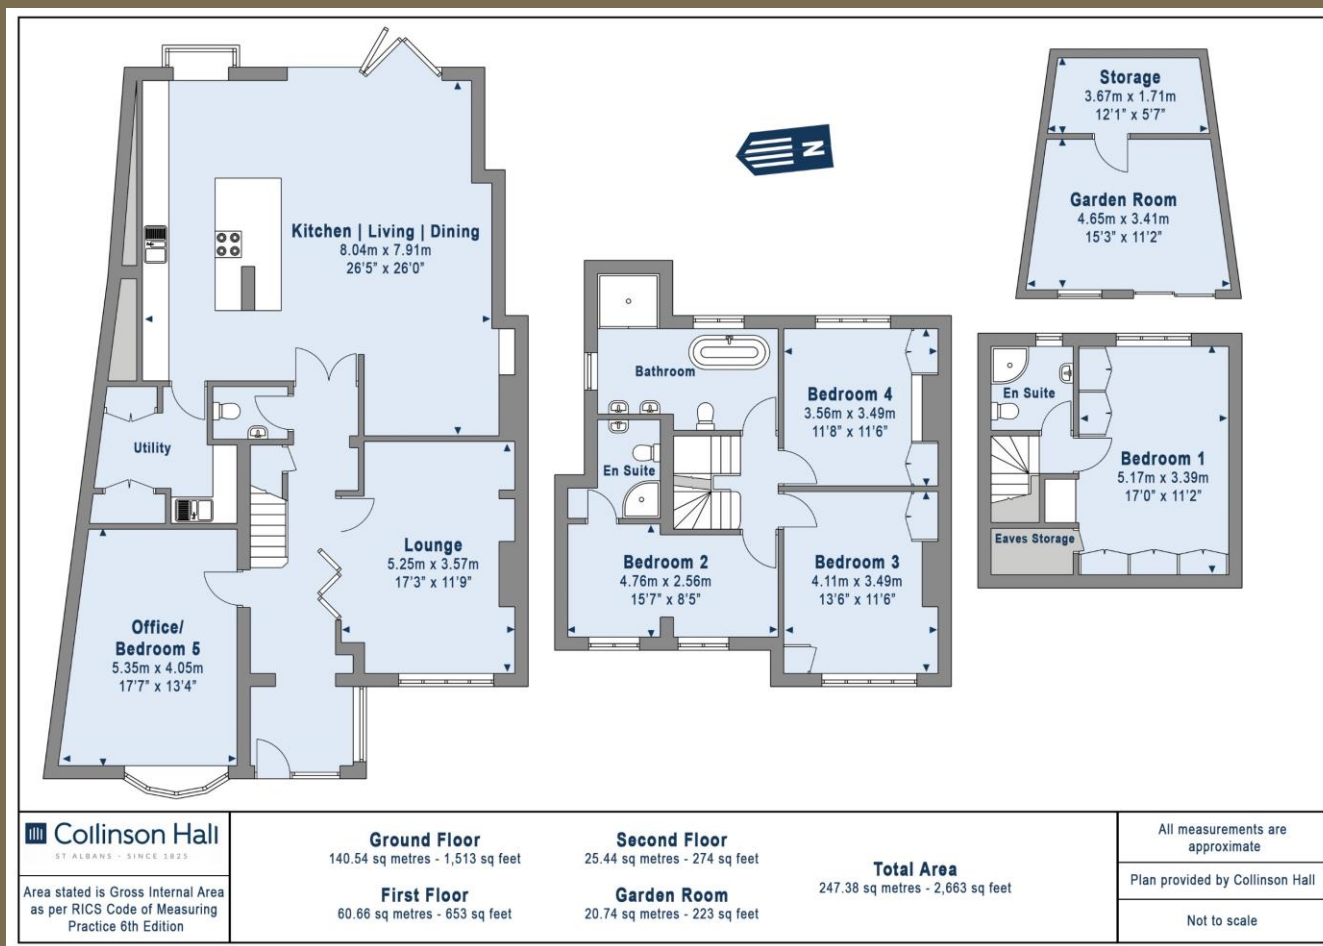 Storage
3.67m x 1.71m
12'1" x 5'7"
N
Garden Room
4.65m x 3.41m
15'3" x 11'2"
Kitchen | Living | Dining
8.04m x 7.91m
26'5" x 26'0"
Bathroom
Bedroom 4
3.56m x 3.49m
11'8" x 11'6"
En Suite
Bedroom 1
5.17m x 3.39m
17'0" x 11'2"
Utility
En Suite
Eaves Storage
Lounge
5.25m x 3.57m
17'3" x 11'9"
Bedroom 2
4.76m x 2.56m
15'7" x 8'5"
Bedroom 3
4.11m x 3.49m
13'6" x 11'6"
Office/
Bedroom 5
5.35m x 4.05m
17'7" x 13'4"
Collinson Hall
ST ALBANS - SINCE 1825
Area stated is Gross Internal Area
as per RICS Code of Measuring
Practice 6th Edition
Ground Floor
140.54 sq metres - 1,513 sq feet
First Floor
60.66 sq metres - 653 sq feet
Second Floor
25.44 sq metres - 274 sq feet
Garden Room
20.74 sq metres - 223 sq feet
Total Area
247.38 sq metres - 2,663 sq feet
All measurements are
approximate
Plan provided by Collinson Hall
Not to scale